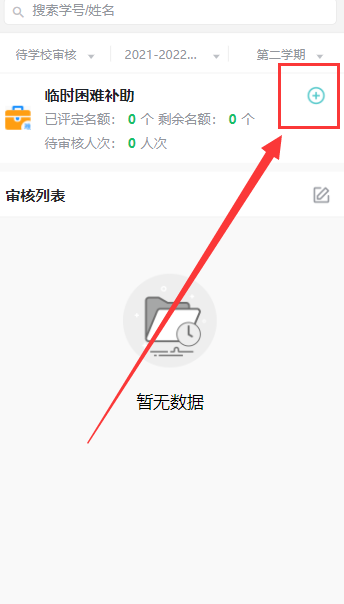 搜索学号/姓名
待学校审核 2021-2022... 第二学期
临时困难补助
已评定名额： 0 个 剩余名额： 0 个
待审核人次： 0 人次
审核列表
暂无数据